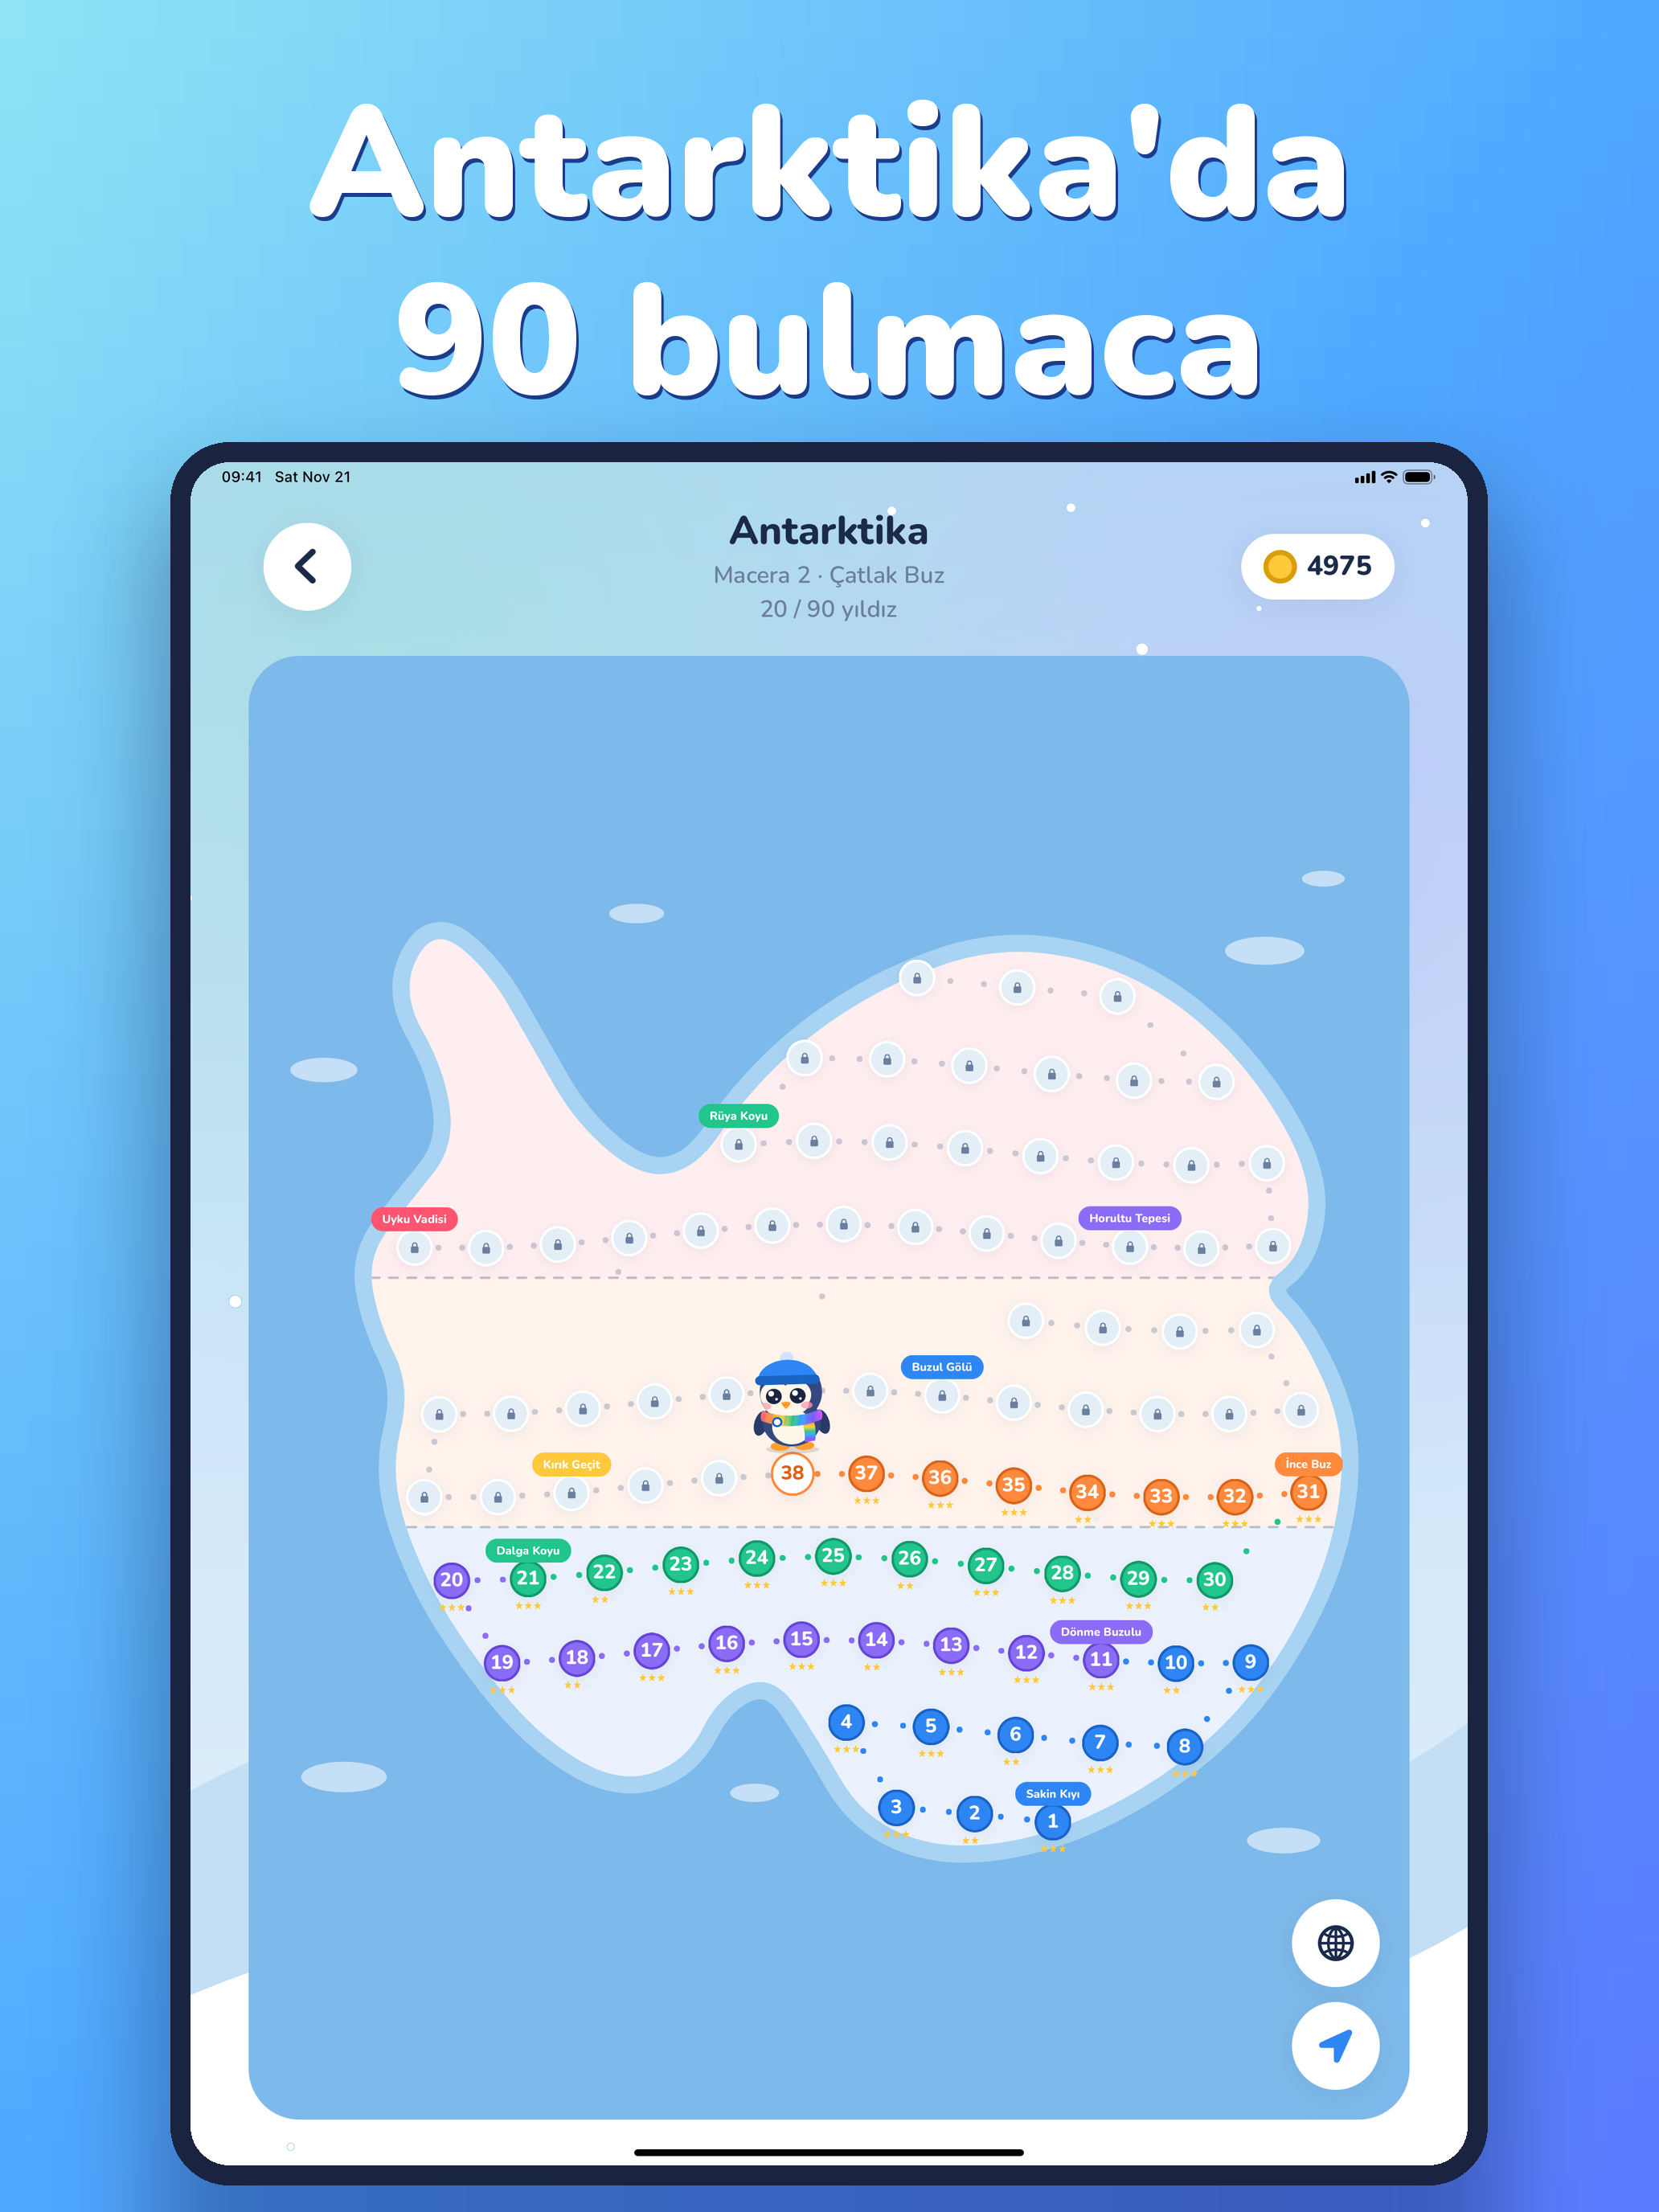 Antarktika'da
90 bulmaca
09:41 Sat Nov 21
Antarktika
Macera 2 · Çatlak Buz
20 / 90 yıldız
4975
Rüya Koyu
Uyku Vadisi
Horultu Tepesi
Buzul Gölü
Kırık Geçit
İnce Buz
38 37 36 35 34 33 32 31
Dalga Koyu
20 21 22 23 24 25 26 27 28 29 30
Dönme Buzulu
19 18 17 16 15 14 13 12 11 10 9
4 5 6 7 8
Sakin Kıyı
3 2 1